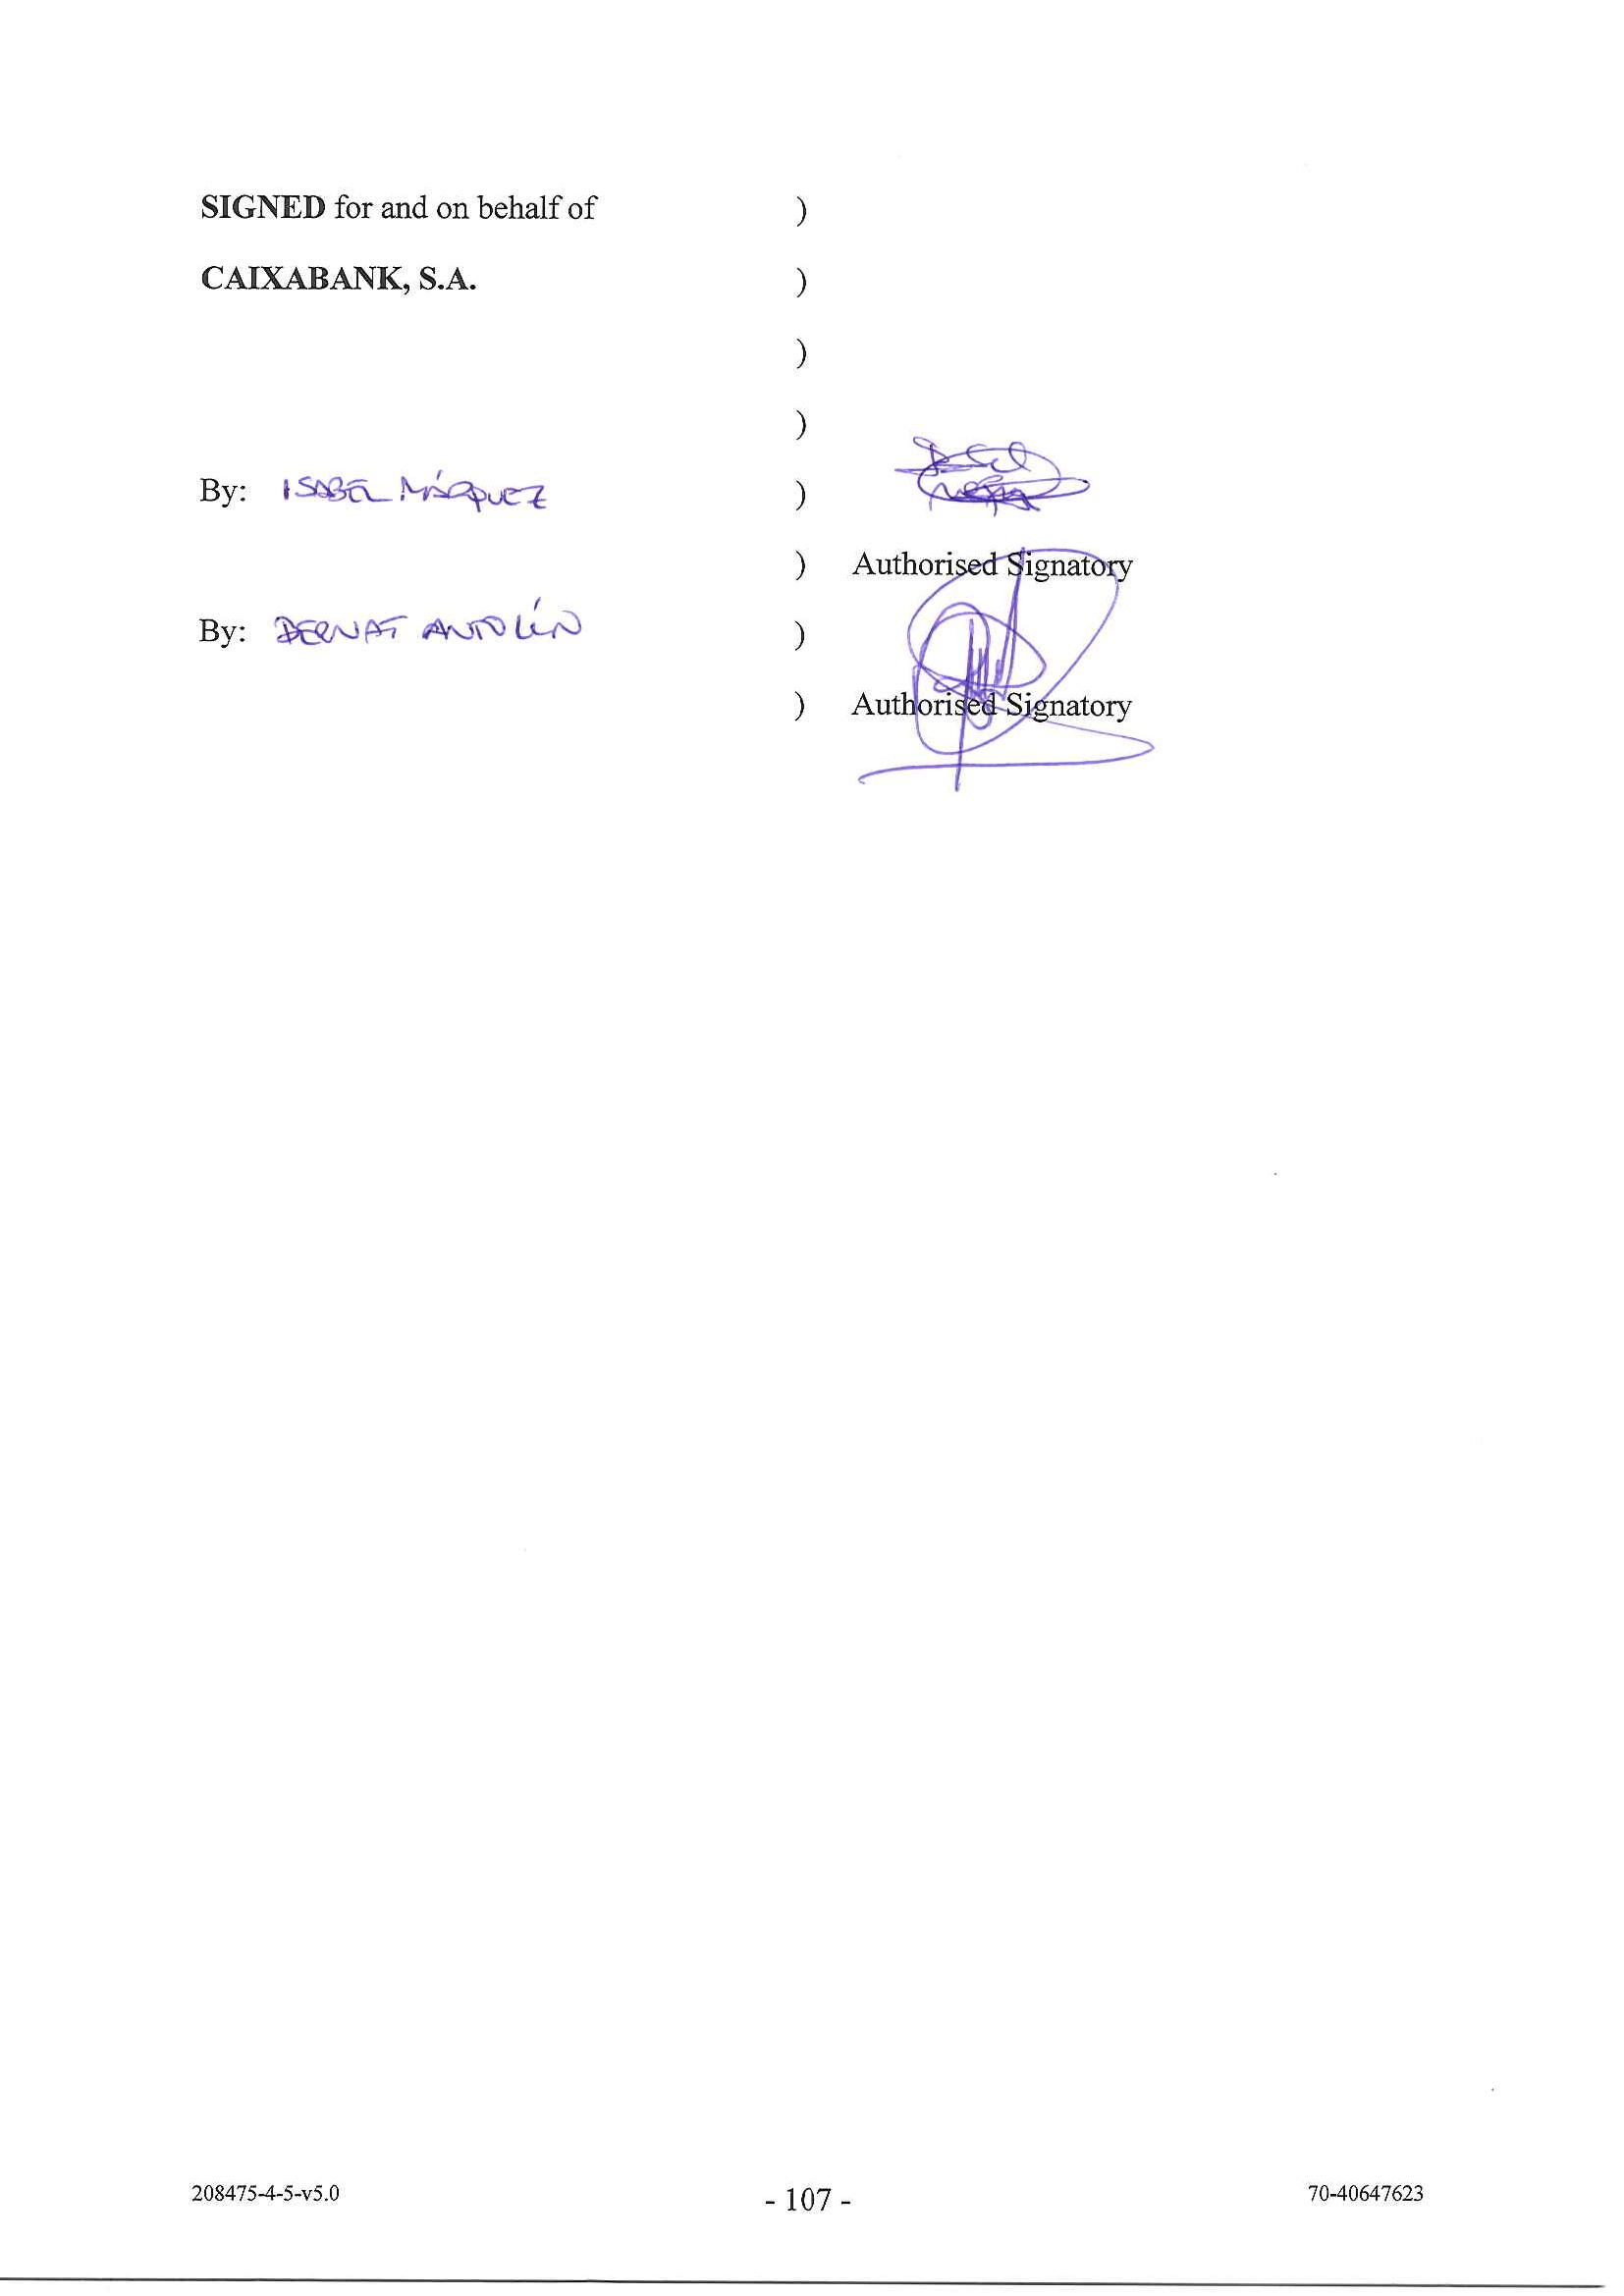 SIGNED for and on behalf of )
CAIXABANK, S.A. )
)
)
By: ISABEL MÁRQUEZ )
) Authorised Signatory
By: BERNAT ANTOLÍN )
) Authorised Signatory
208475-4-5-v5.0 - 107 - 70-40647623